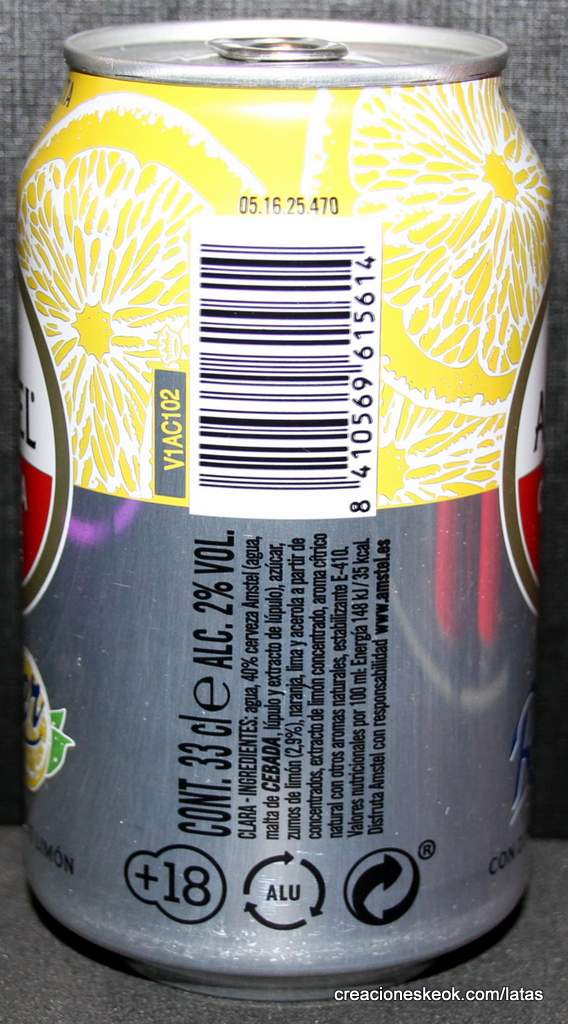 05.16.25.470
8 410569 615614
V1AC102
CONT. 33 cl e ALC. 2% VOL.
CLARA - INGREDIENTES: agua, 40% cerveza Amstel (agua,
malta de CEBADA, lúpulo y extracto de lúpulo), azúcar,
zumos de limón (2,9%), naranja, lima y acerola a partir de
concentrados, extracto de limón concentrado, aroma cítrico
natural con otros aromas naturales, estabilizante E-410.
Valores nutricionales por 100 ml: Energía 148 kJ / 35 kcal.
Disfruta Amstel con responsabilidad www.amstel.es
LIMÓN
CON
+18
ALU
®
creacioneskeok.com/latas